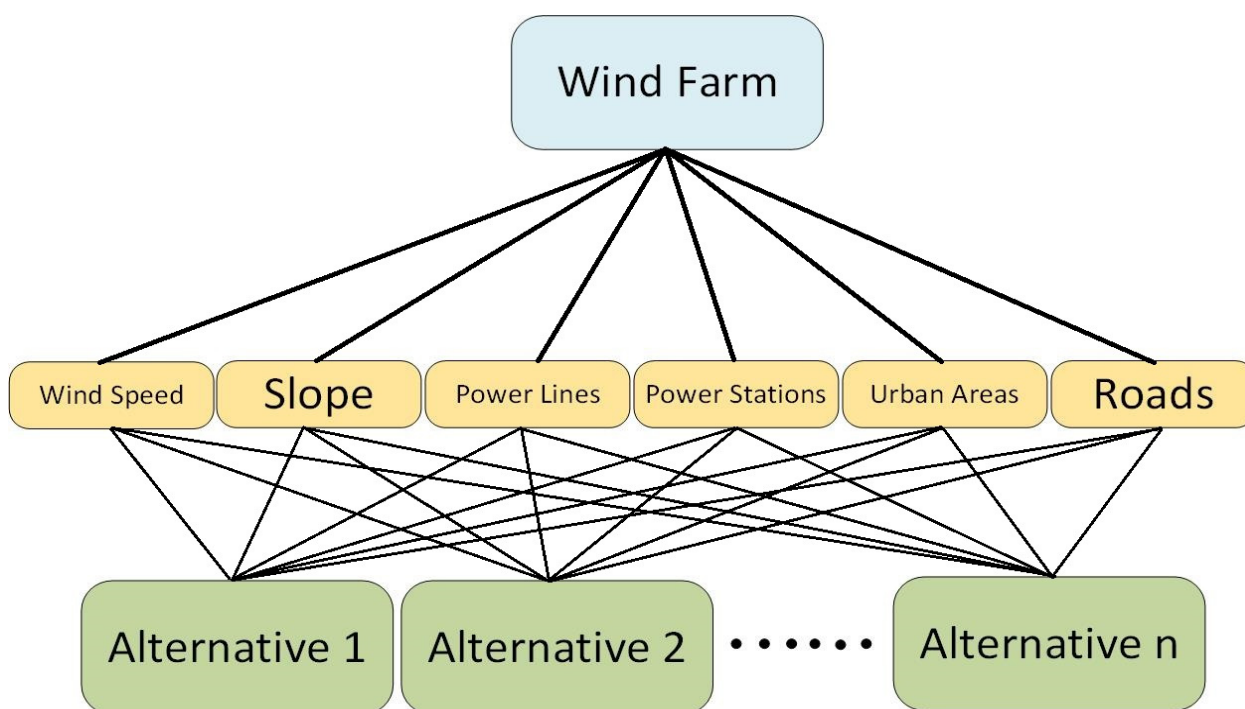 Wind Farm
Wind Speed
Slope
Power Lines
Power Stations
Urban Areas
Roads
Alternative 1
Alternative 2
Alternative n